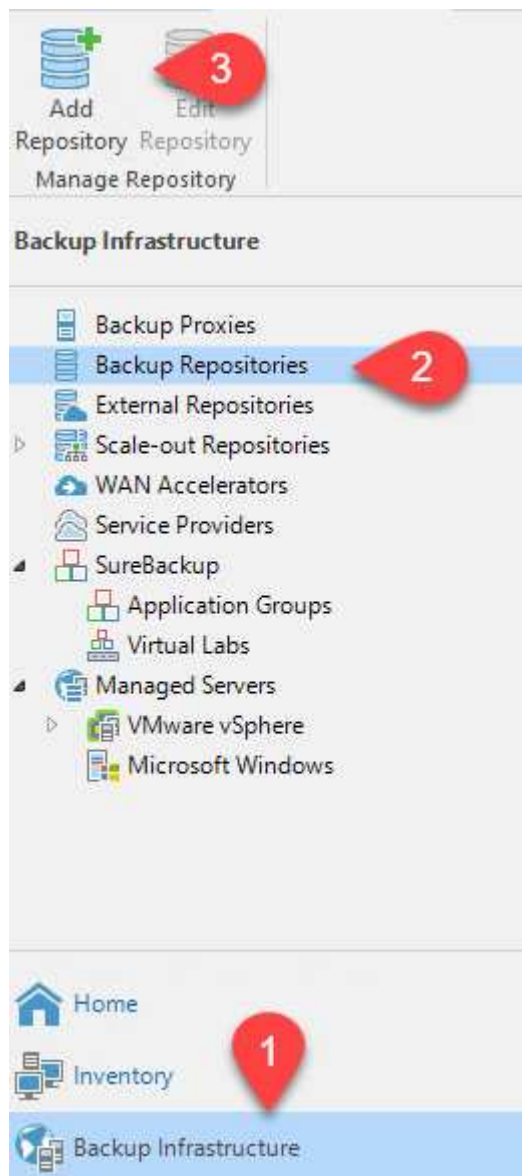 3
Add
Repository
Edit
Repository
Manage Repository
Backup Infrastructure
Backup Proxies
Backup Repositories
2
External Repositories
Scale-out Repositories
WAN Accelerators
Service Providers
SureBackup
Application Groups
Virtual Labs
Managed Servers
VMware vSphere
Microsoft Windows
Home
Inventory
1
Backup Infrastructure